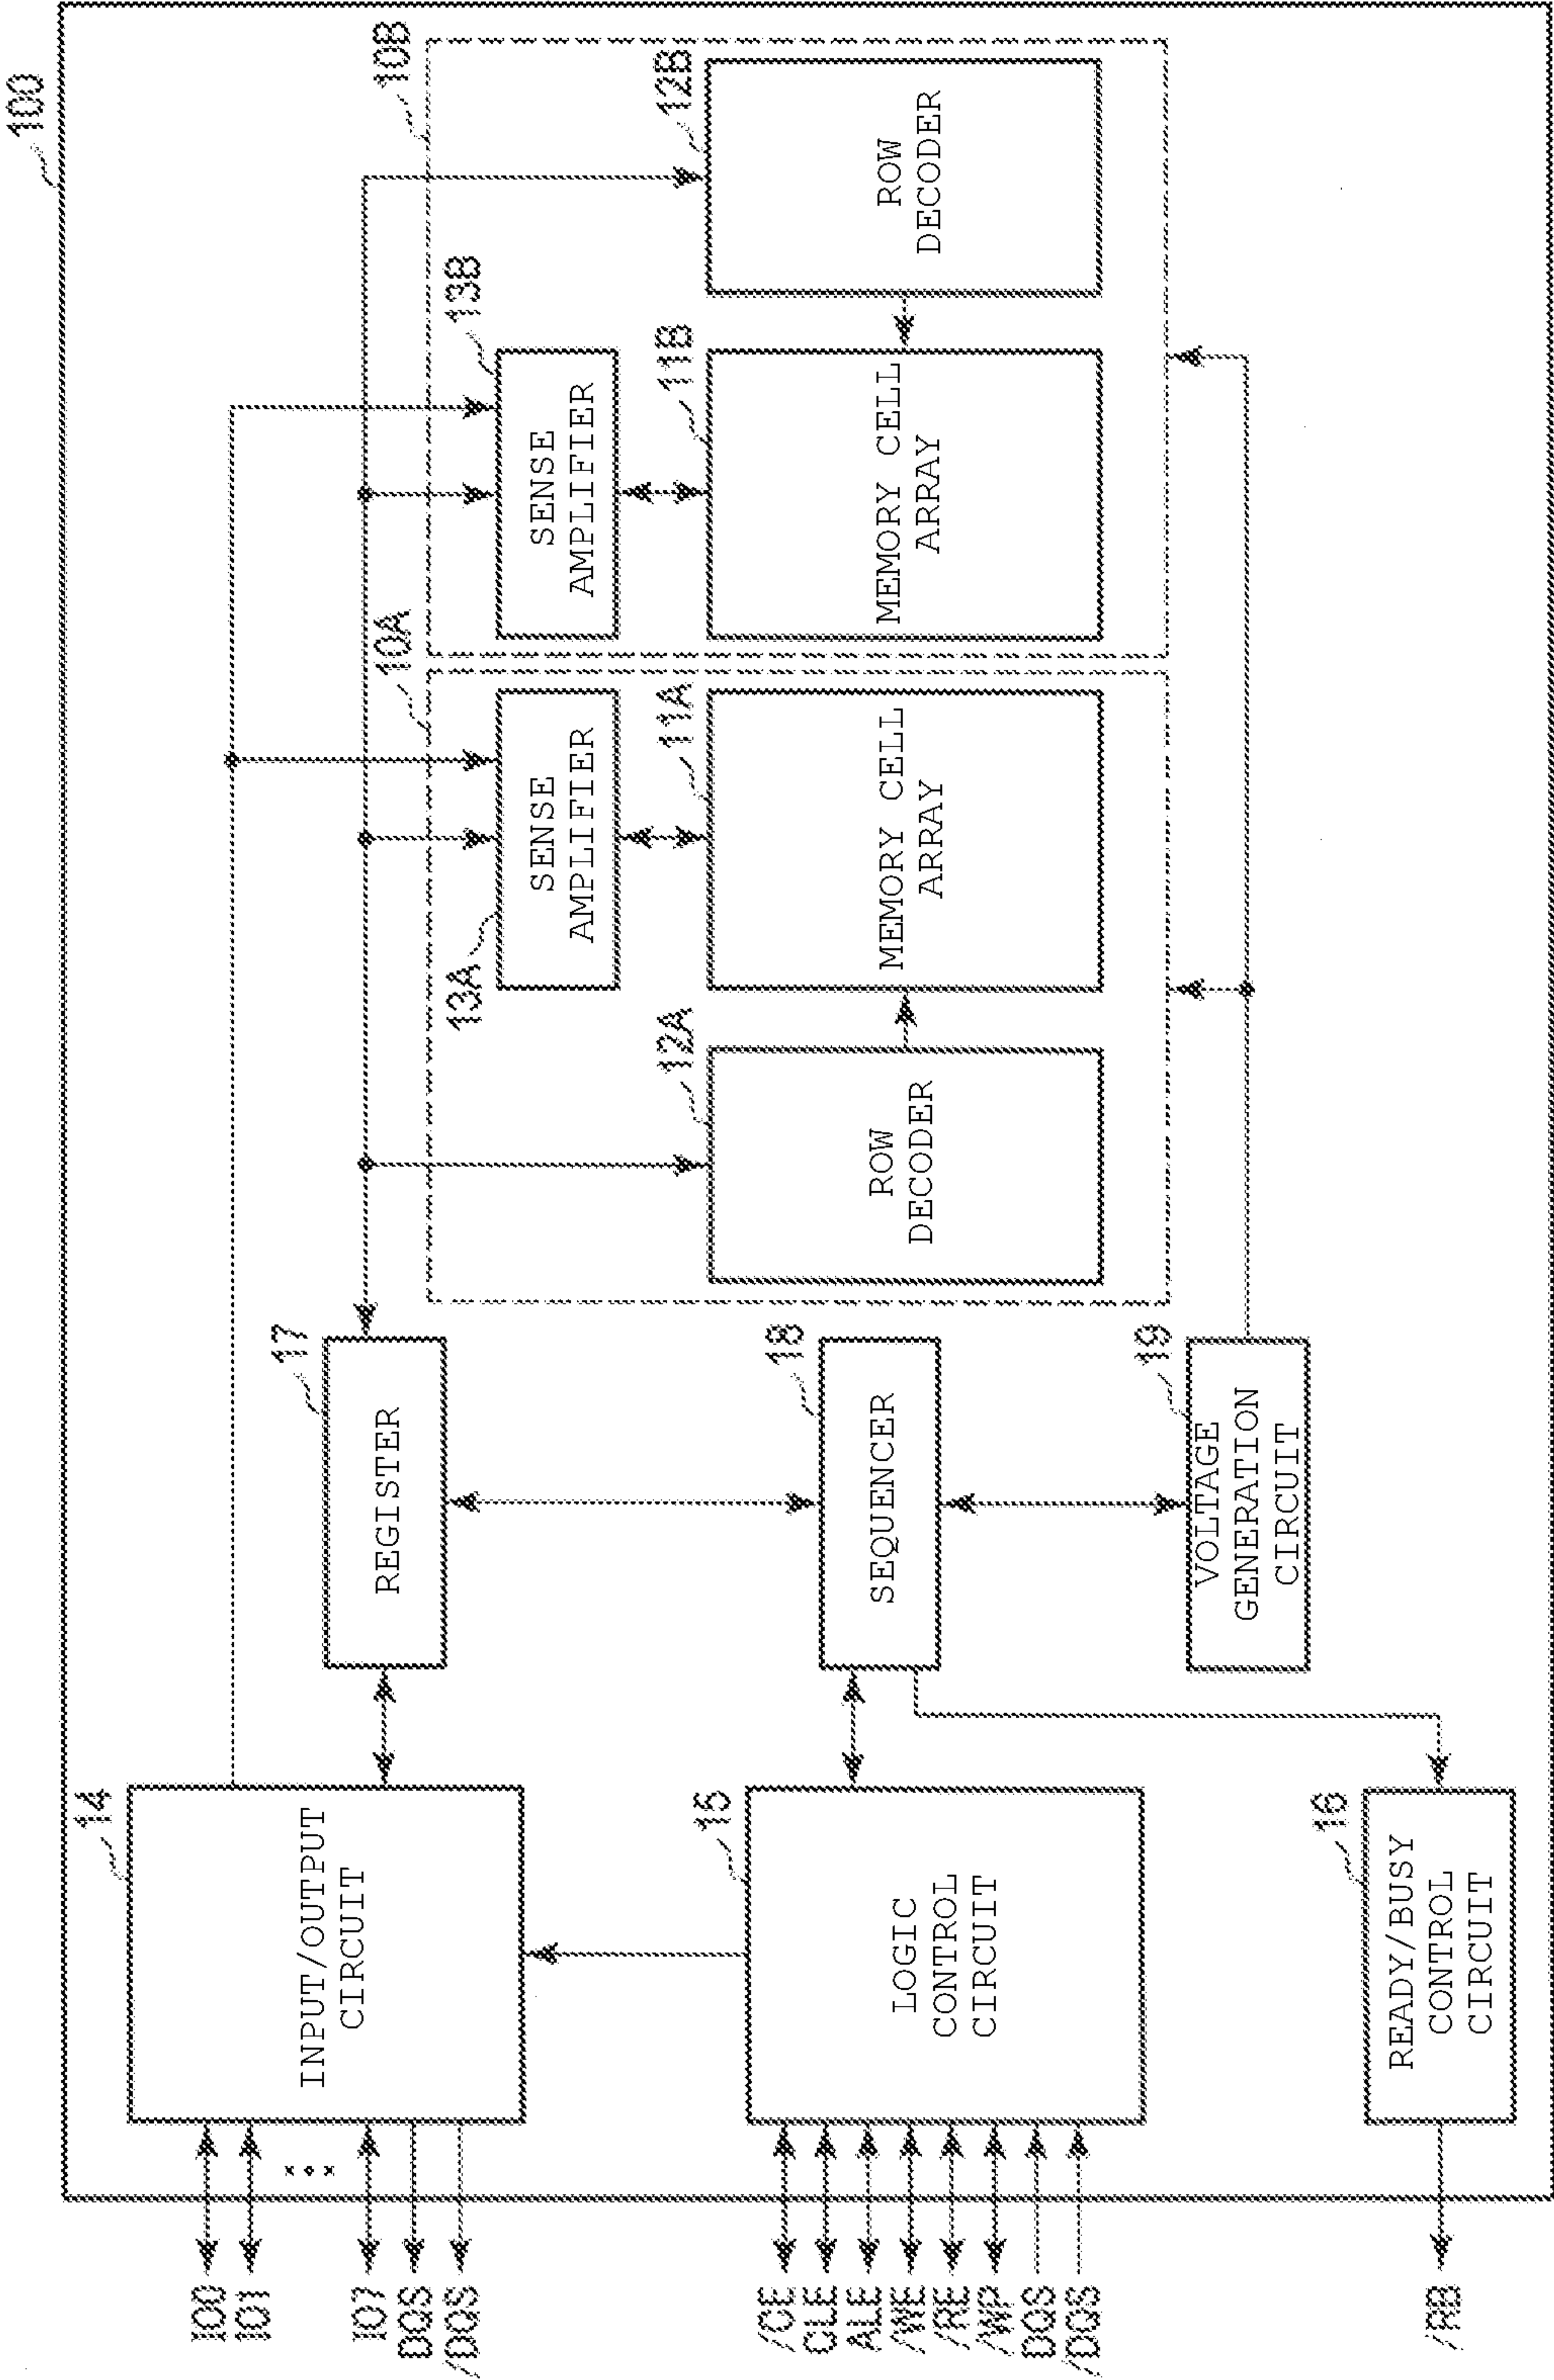 100
14
INPUT/OUTPUT
CIRCUIT
IO0
IO1
IO7
DQS
/DQS
17
REGISTER
10A
10B
13A
SENSE
AMPLIFIER
13B
SENSE
AMPLIFIER
12A
ROW
DECODER
11A
MEMORY CELL
ARRAY
11B
MEMORY CELL
ARRAY
12B
ROW
DECODER
15
LOGIC
CONTROL
CIRCUIT
/CE
CLE
ALE
/WE
/RE
/WP
DQS
/DQS
18
SEQUENCER
19
VOLTAGE
GENERATION
CIRCUIT
16
READY/BUSY
CONTROL
CIRCUIT
/RB